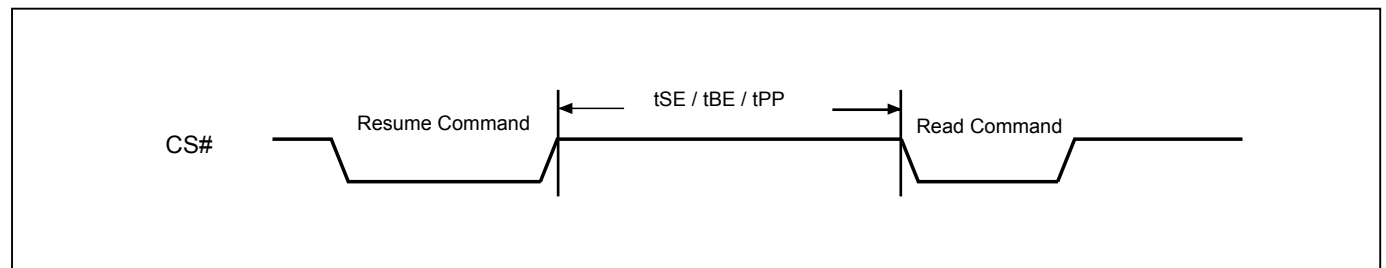 tSE / tBE / tPP
Resume Command
Read Command
CS#